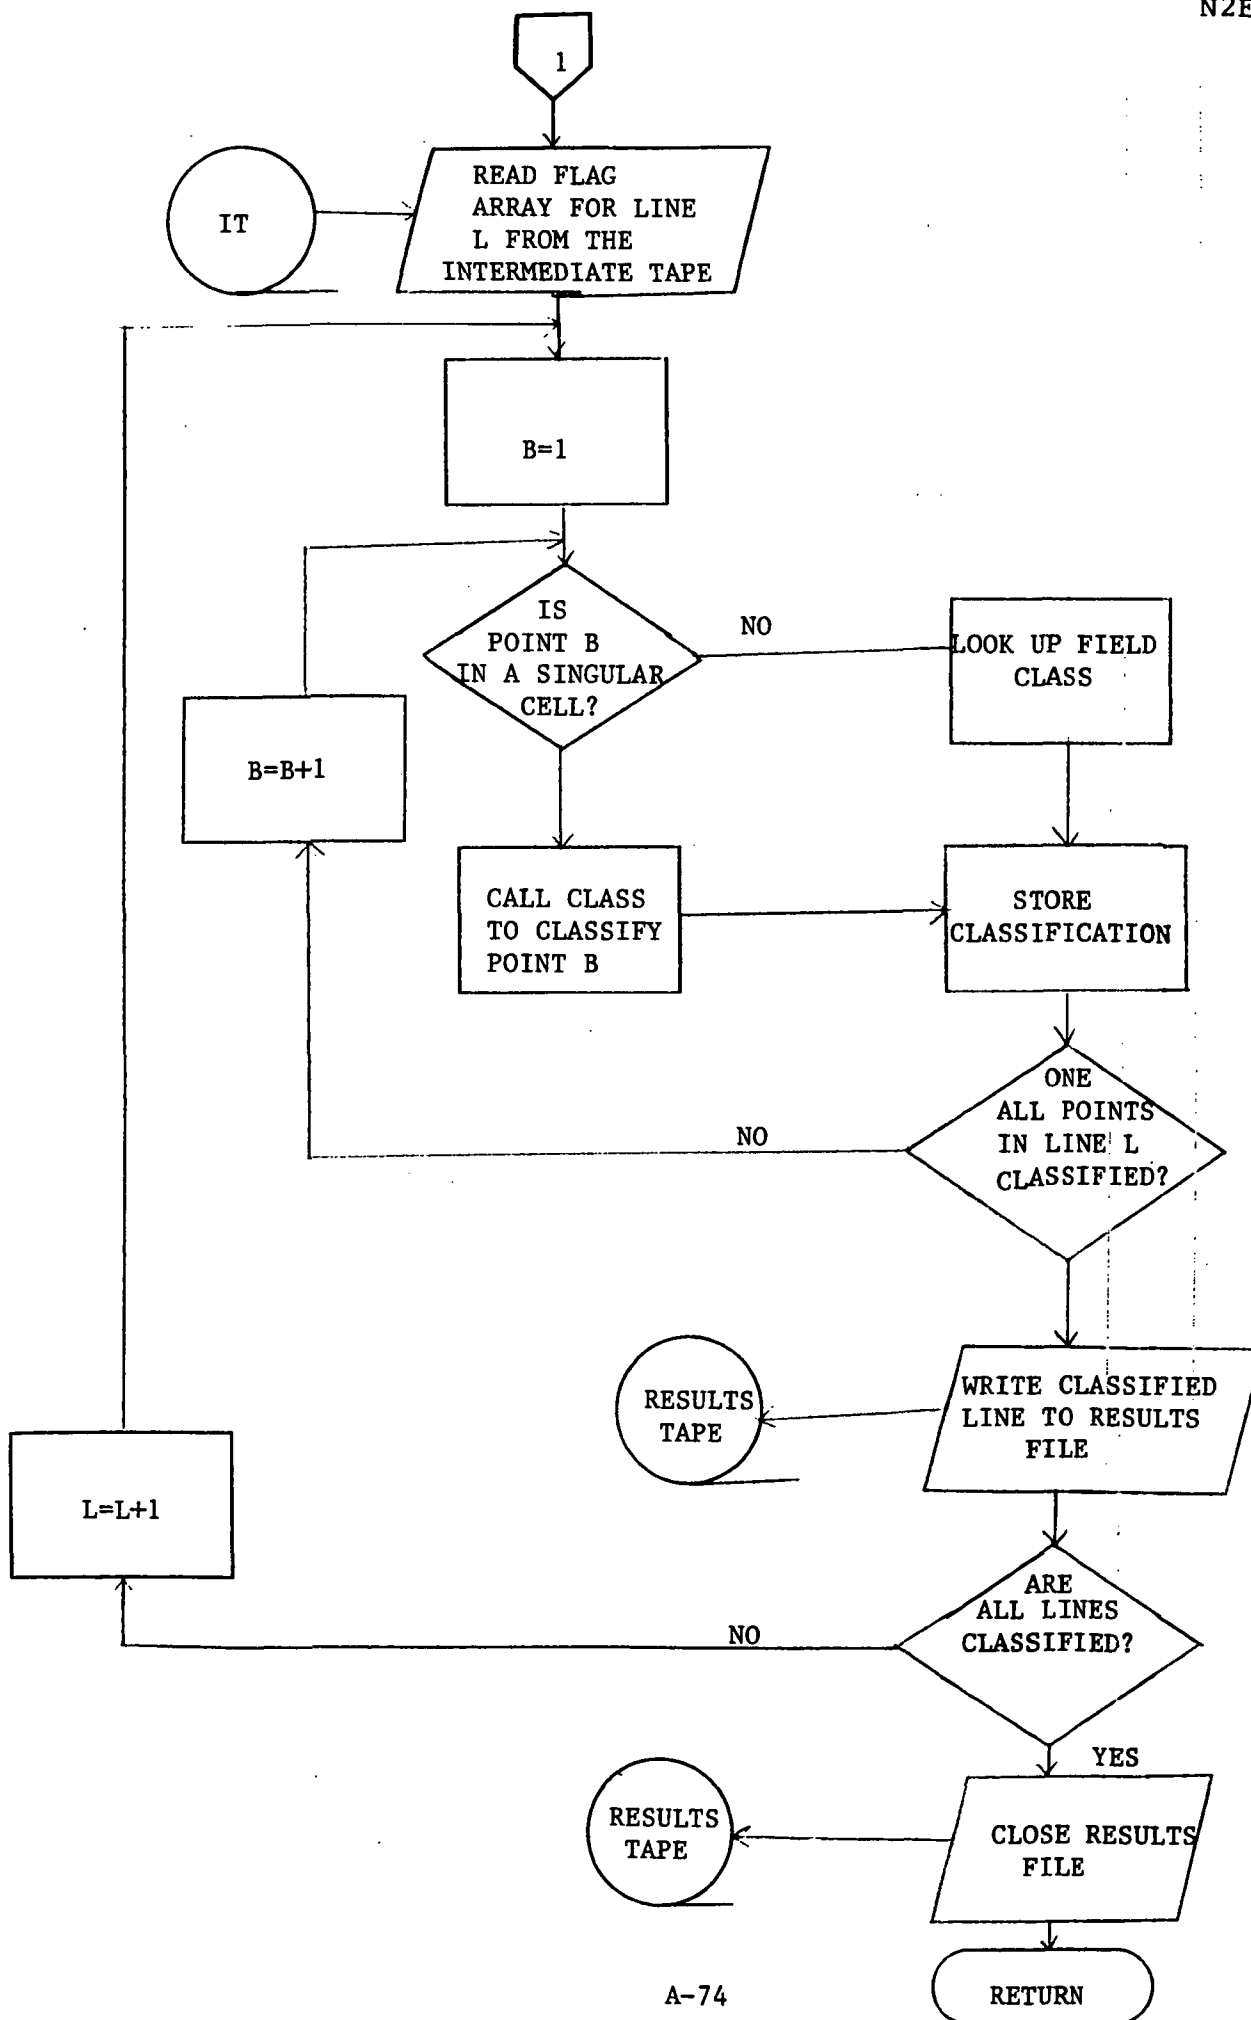 N2E
1
READ FLAG
ARRAY FOR LINE
L FROM THE
INTERMEDIATE TAPE
IT
B=1
IS
POINT B
IN A SINGULAR
CELL?
NO
LOOK UP FIELD
CLASS
B=B+1
CALL CLASS
TO CLASSIFY
POINT B
STORE
CLASSIFICATION
ONE
ALL POINTS
IN LINE L
CLASSIFIED?
NO
WRITE CLASSIFIED
LINE TO RESULTS
FILE
RESULTS
TAPE
L=L+1
ARE
ALL LINES
CLASSIFIED?
NO
YES
CLOSE RESULTS
FILE
RESULTS
TAPE
RETURN
A-74